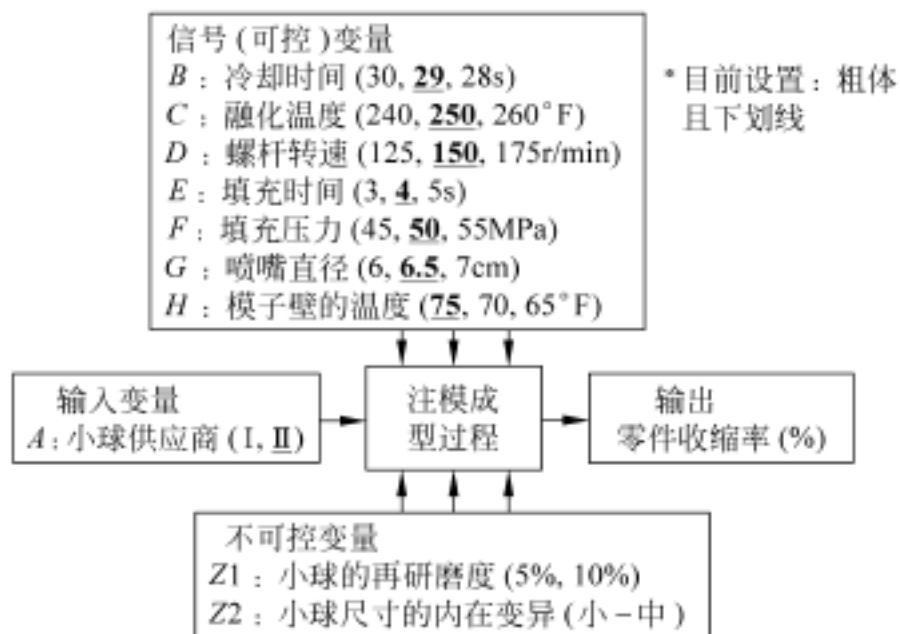 信号(可控)变量
B：冷却时间(30, 29, 28s)
C：融化温度(240, 250, 260°F)
D：螺杆转速(125, 150, 175r/min)
E：填充时间(3, 4, 5s)
F：填充压力(45, 50, 55MPa)
G：喷嘴直径(6, 6.5, 7cm)
H：模子壁的温度(75, 70, 65°F)
*目前设置：粗体
且下划线
输入变量
A:小球供应商(I, II)
注模成
型过程
输出
零件收缩率(%)
不可控变量
Z1：小球的再研磨度(5%, 10%)
Z2：小球尺寸的内在变异(小–中)